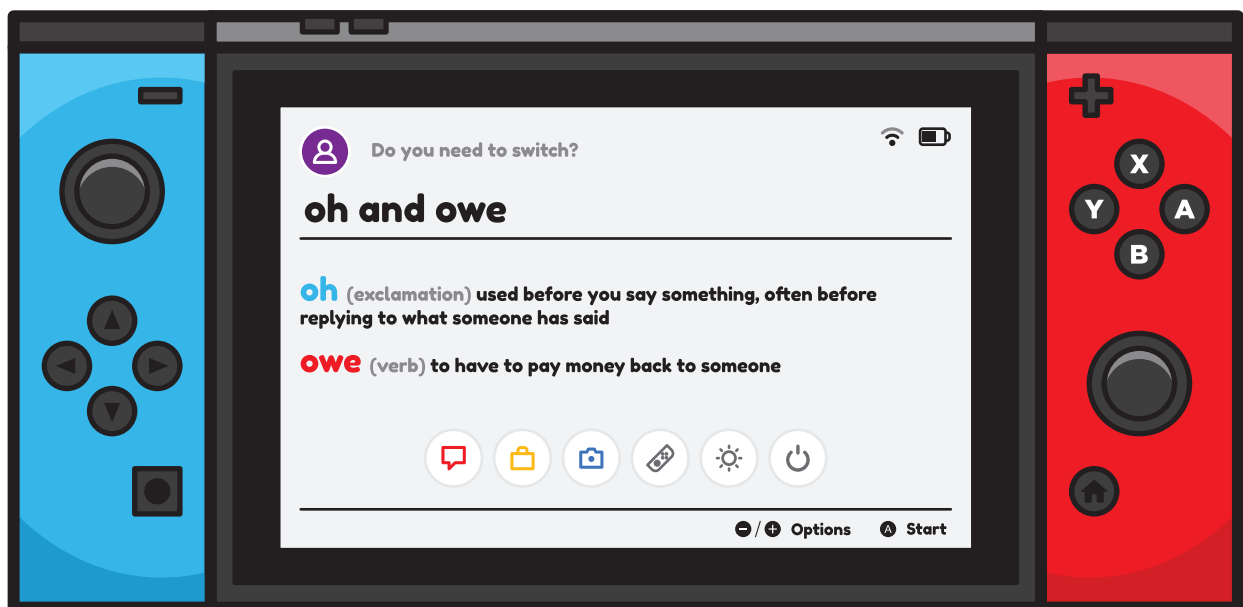 Do you need to switch?
oh and owe
oh (exclamation) used before you say something, often before
replying to what someone has said
owe (verb) to have to pay money back to someone
/ Options A Start
X
Y A
B